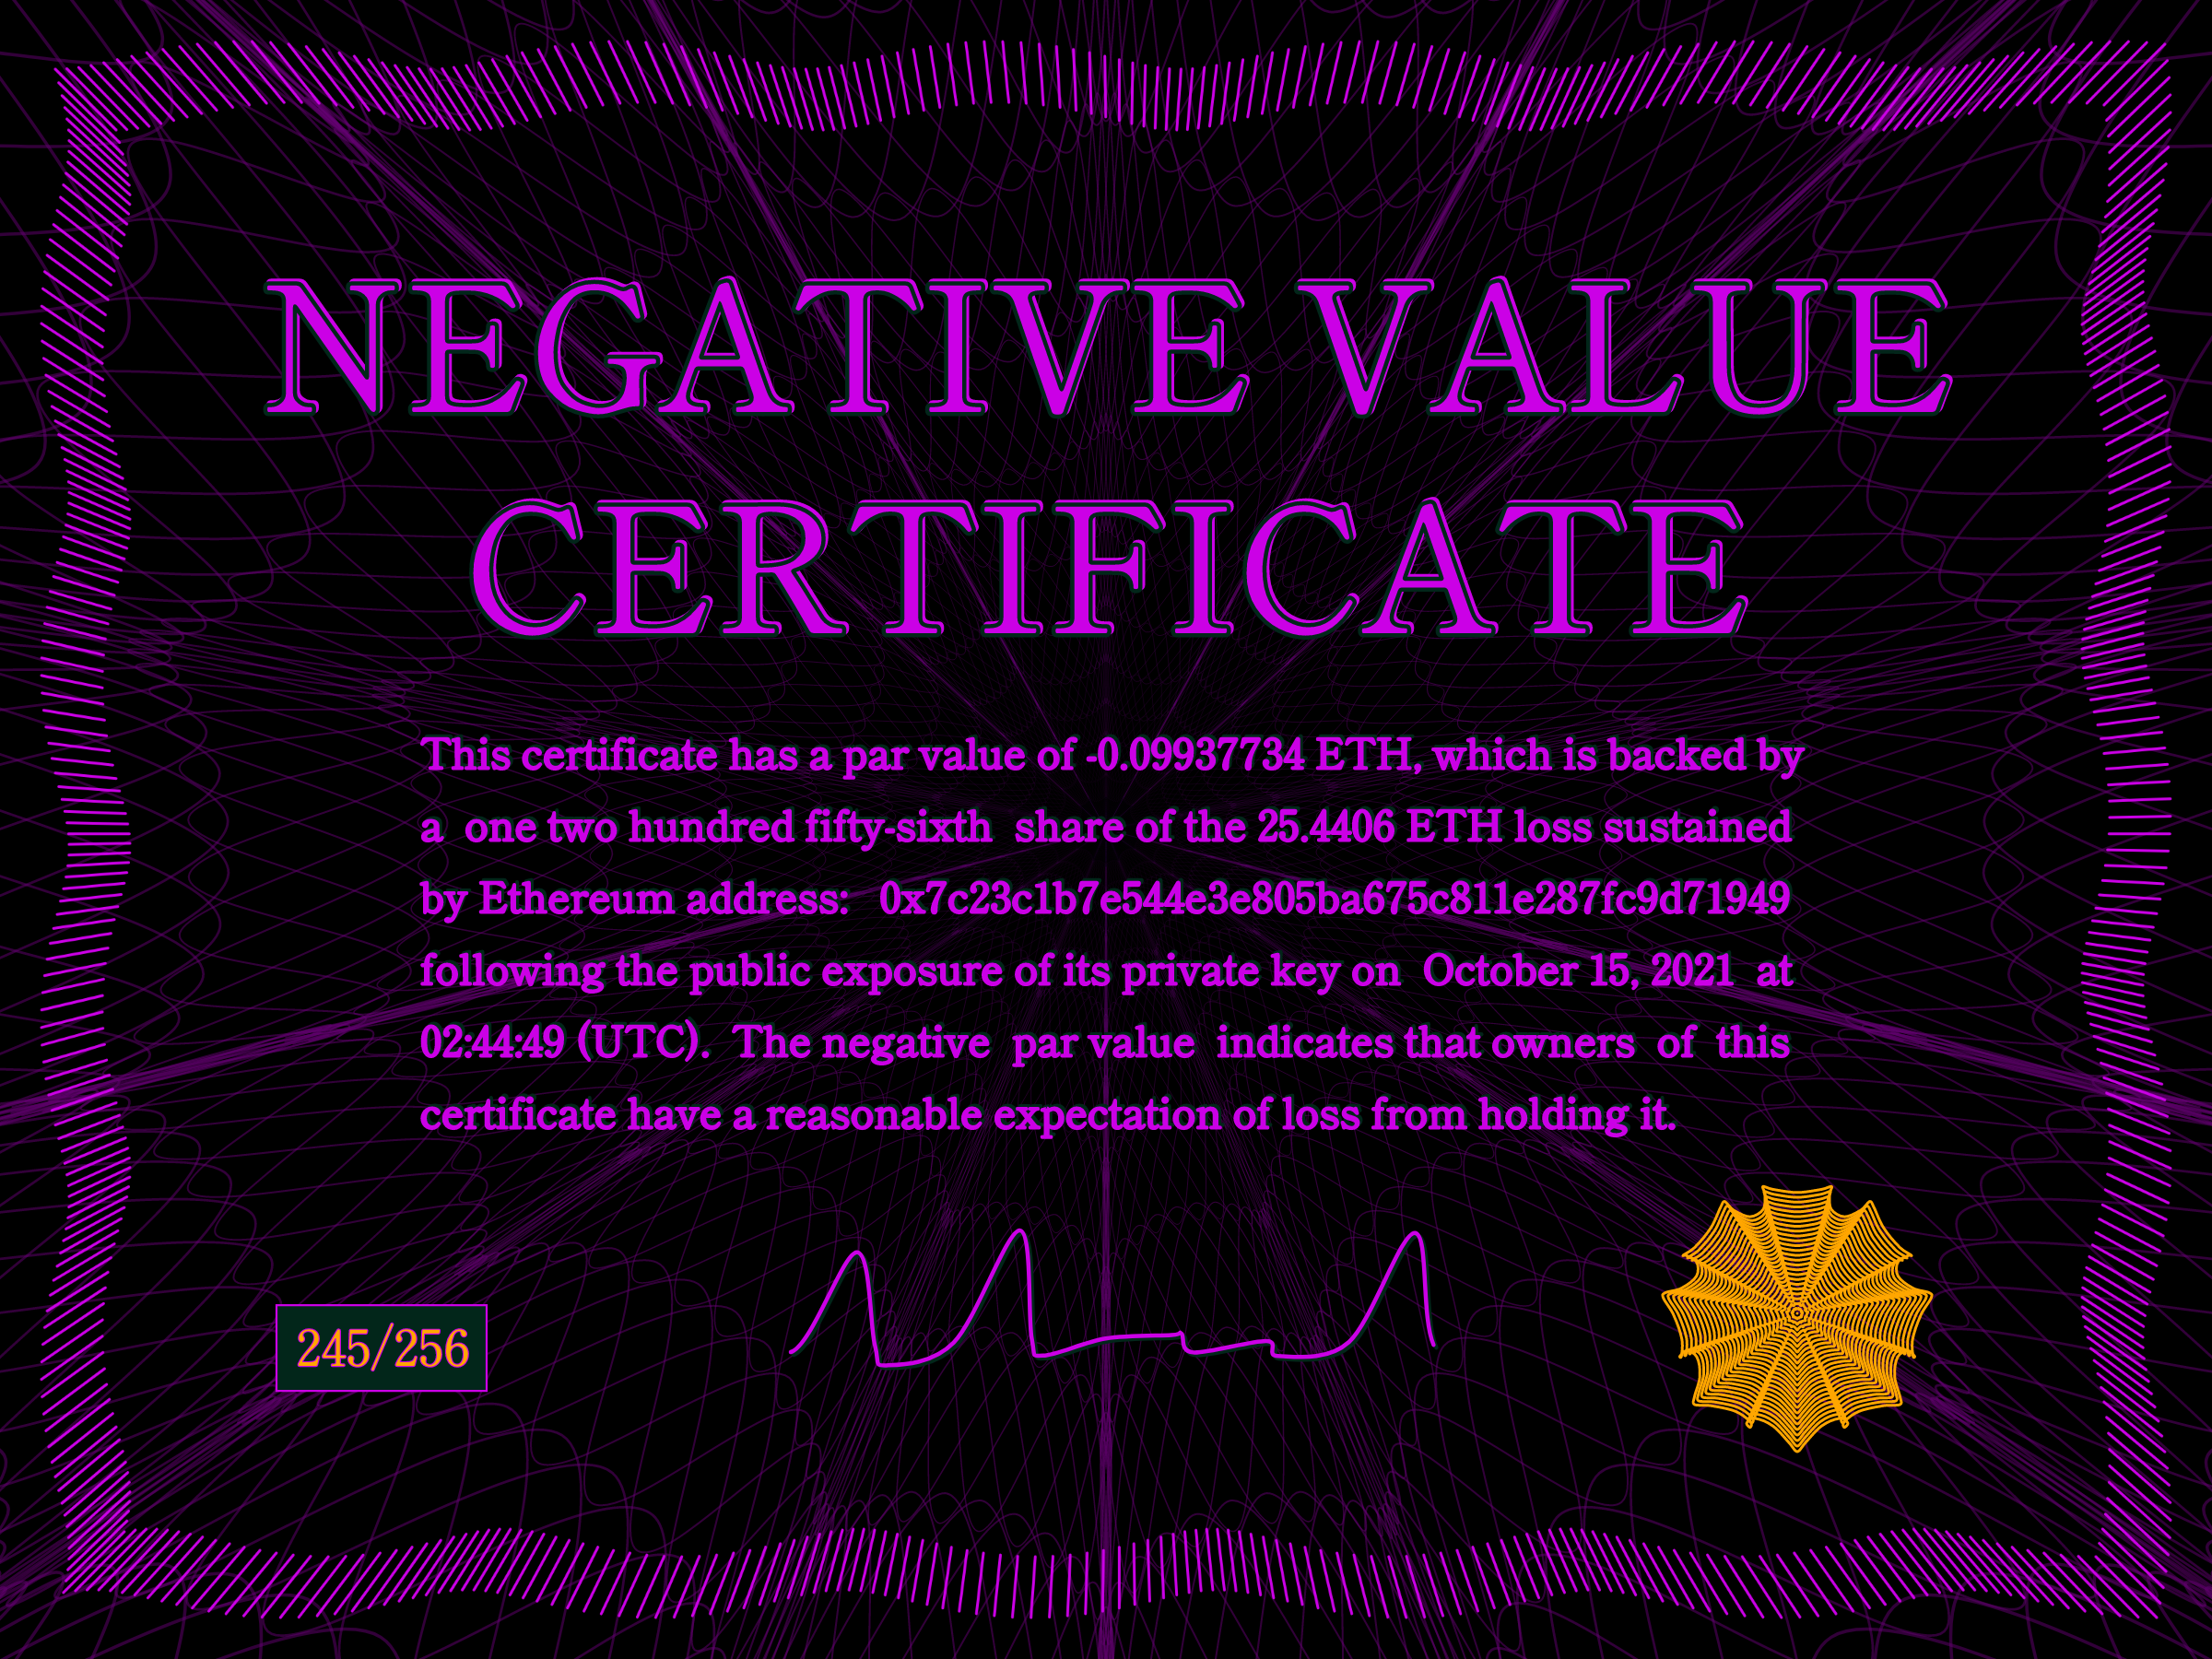 NEGATIVE VALUE
CERTIFICATE
This certificate has a par value of -0.09937734 ETH, which is backed by
a one two hundred fifty-sixth share of the 25.4406 ETH loss sustained
by Ethereum address: 0x7c23c1b7e544e3e805ba675c811e287fc9d71949
following the public exposure of its private key on October 15, 2021 at
02:44:49 (UTC). The negative par value indicates that owners of this
certificate have a reasonable expectation of loss from holding it.
245/256